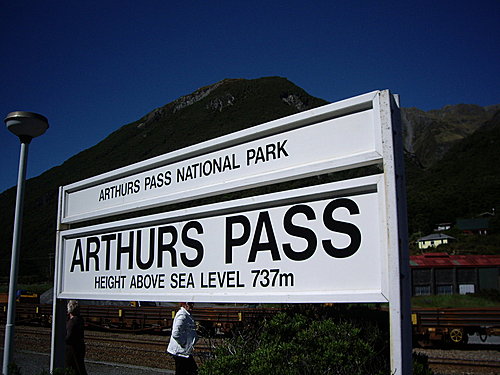 ARTHURS PASS NATIONAL PARK
ARTHURS PASS
HEIGHT ABOVE SEA LEVEL 737m